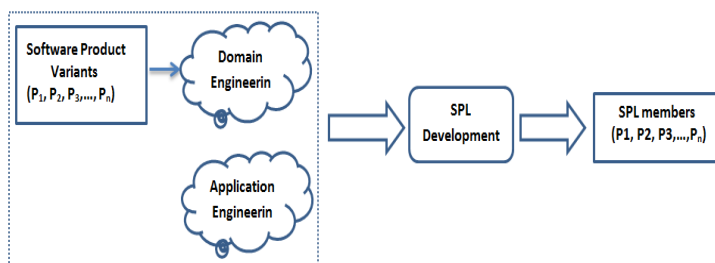 Software Product
Variants
(P₁, P₂, P₃,..., Pₙ)
Domain
Engineerin
g
Application
Engineerin
g
SPL
Development
SPL members
(P1, P2, P3,...,Pₙ)